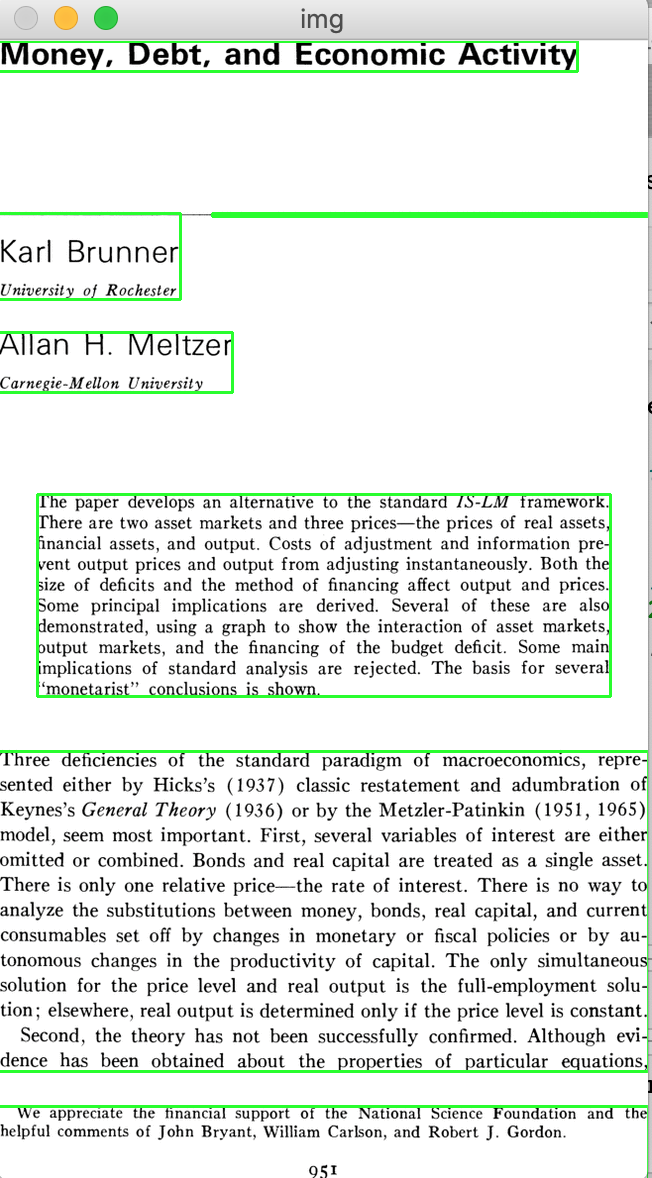 img
Money, Debt, and Economic Activity
Karl Brunner
University of Rochester
Allan H. Meltzer
Carnegie-Mellon University
The paper develops an alternative to the standard IS-LM framework.
There are two asset markets and three prices—the prices of real assets,
financial assets, and output. Costs of adjustment and information pre-
vent output prices and output from adjusting instantaneously. Both the
size of deficits and the method of financing affect output and prices.
Some principal implications are derived. Several of these are also
demonstrated, using a graph to show the interaction of asset markets,
output markets, and the financing of the budget deficit. Some main
implications of standard analysis are rejected. The basis for several
“monetarist” conclusions is shown.
Three deficiencies of the standard paradigm of macroeconomics, repre-
sented either by Hicks's (1937) classic restatement and adumbration of
Keynes's General Theory (1936) or by the Metzler-Patinkin (1951, 1965)
model, seem most important. First, several variables of interest are either
omitted or combined. Bonds and real capital are treated as a single asset.
There is only one relative price—the rate of interest. There is no way to
analyze the substitutions between money, bonds, real capital, and current
consumables set off by changes in monetary or fiscal policies or by au-
tonomous changes in the productivity of capital. The only simultaneous
solution for the price level and real output is the full-employment solu-
tion; elsewhere, real output is determined only if the price level is constant.
Second, the theory has not been successfully confirmed. Although evi-
dence has been obtained about the properties of particular equations,
We appreciate the financial support of the National Science Foundation and the
helpful comments of John Bryant, William Carlson, and Robert J. Gordon.
951